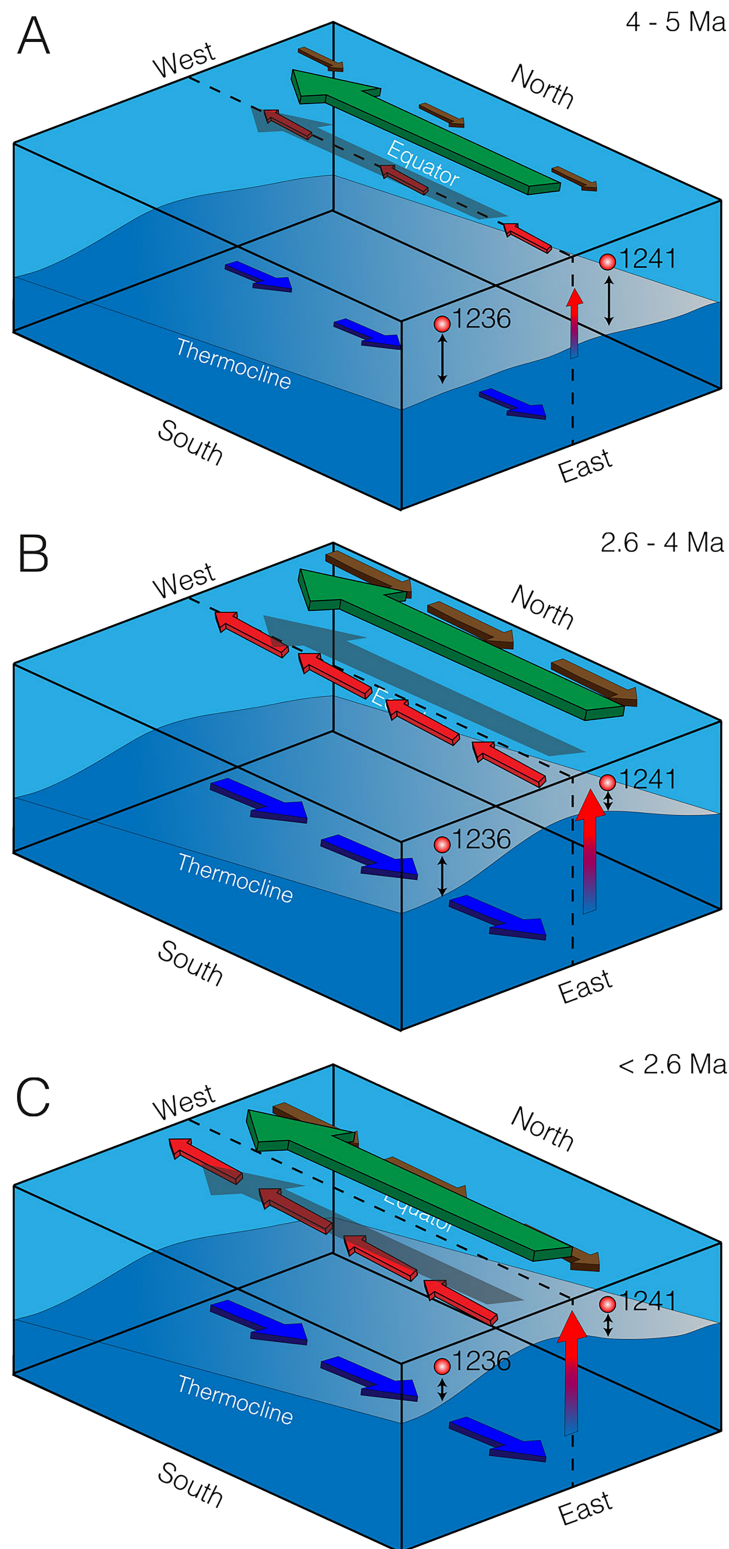 A
4 - 5 Ma
West
North
Equator
1241
1236
Thermocline
South
East
B
2.6 - 4 Ma
West
North
1241
1236
Thermocline
South
East
C
< 2.6 Ma
West
North
Equator
1241
1236
Thermocline
South
East